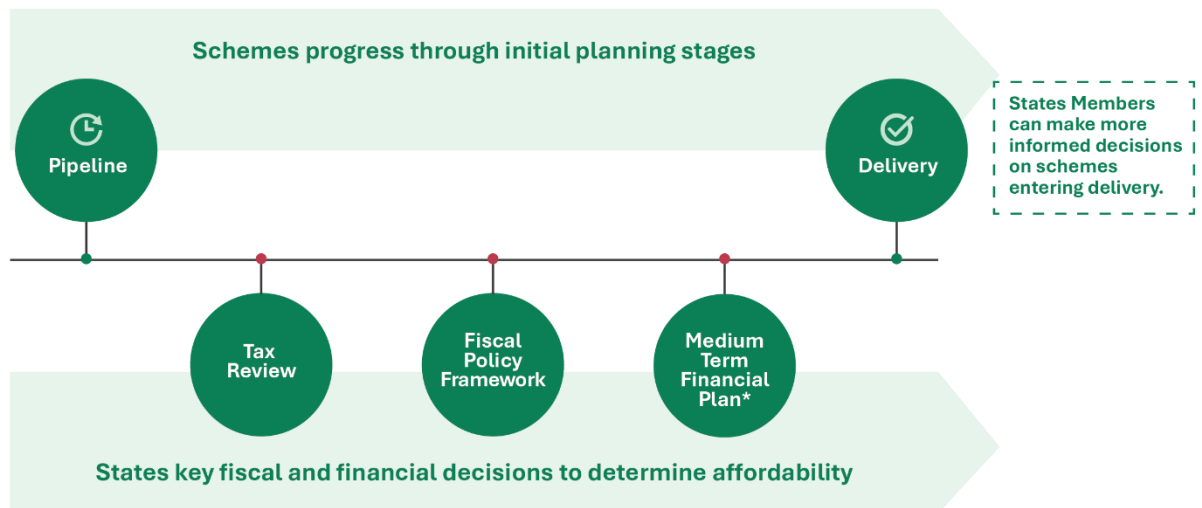 Schemes progress through initial planning stages
Pipeline
Delivery
States Members
can make more
informed decisions
on schemes
entering delivery.
Tax
Review
Fiscal
Policy
Framework
Medium
Term
Financial
Plan*
States key fiscal and financial decisions to determine affordability